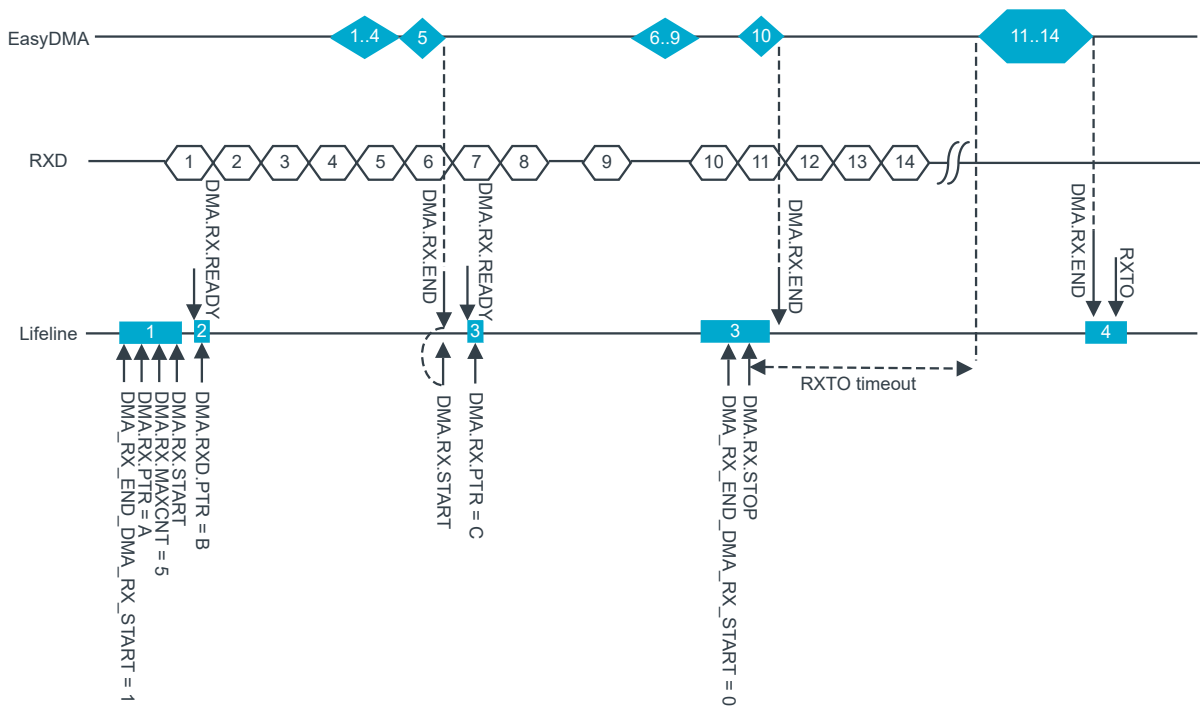 EasyDMA
1..4
5
6..9
10
11..14
RXD
1
2
3
4
5
6
7
8
9
10
11
12
13
14
DMA.RX.READY
DMA.RX.END
DMA.RX.READY
DMA.RX.END
DMA.RX.END
RXTO
Lifeline
1
2
3
3
4
RXTO timeout
DMA_RX_END_DMA_RX_START = 1
DMA.RX.PTR = A
DMA.RX.MAXCNT = 5
DMA.RX.START
DMA.RXD.PTR = B
DMA.RX.START
DMA.RX.PTR = C
DMA_RX_END_DMA_RX_START = 0
DMA.RX.STOP